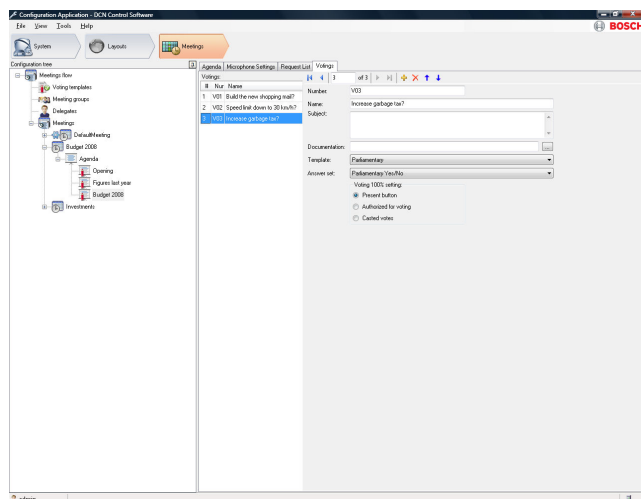 Configuration Application - DCN Control Software
File View Tools Help
BOSCH
System Layouts Meetings
Configuration tree
Meetings flow
Voting templates
Meeting groups
Delegates
Meetings
DefaultMeeting
Budget 2008
Agenda
Opening
Figures last year
Budget 2008
Investments
Agenda Microphone Settings Request List Votings
Votings:
# Nur Name
1 V01 Build the new shopping mail?
2 V02 Speed limit down to 30 km/h?
3 V03 Increase garbage tax?
3 of 3
Number: V03
Name: Increase garbage tax?
Subject:
Documentation: ...
Template: Parliamentary
Answer set: Parliamentary Yes/No
Voting 100% setting:
Present button
Authorized for voting
Casted votes
admin